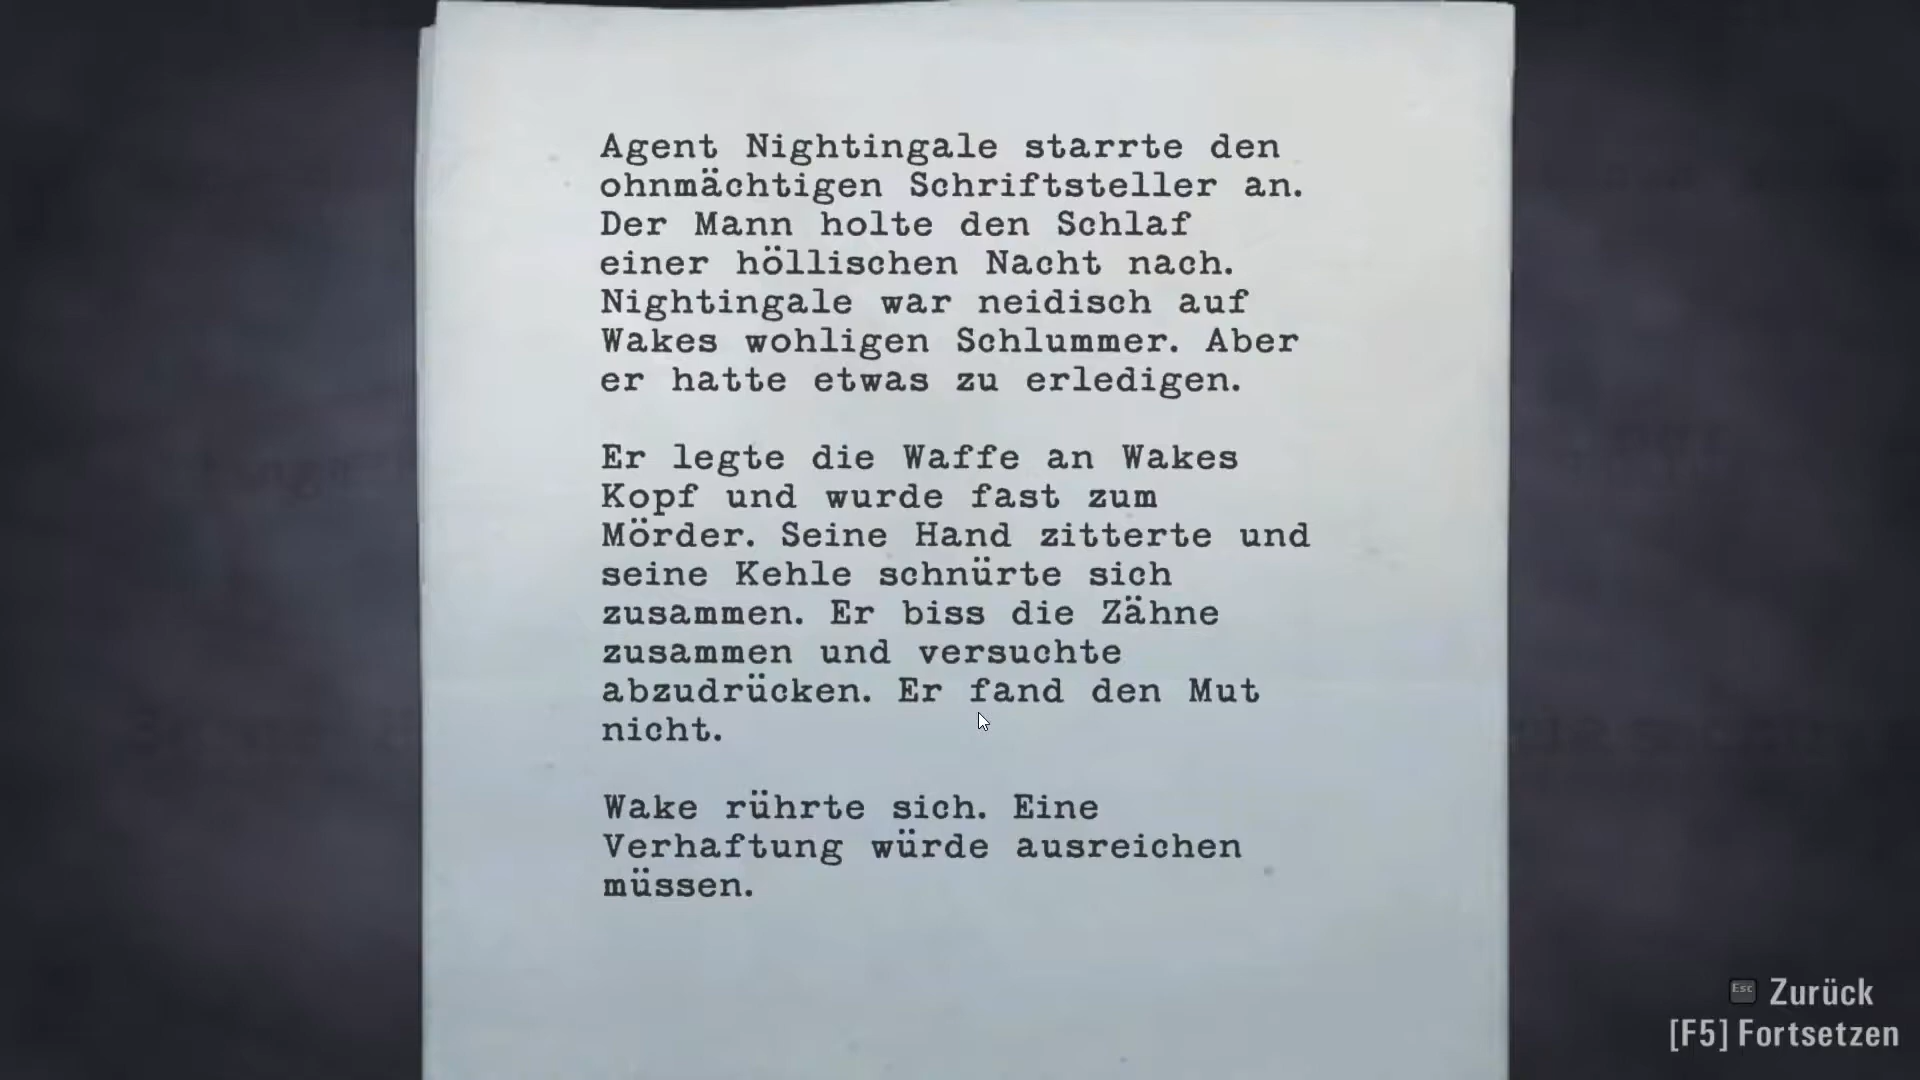 Agent Nightingale starrte den
ohnmächtigen Schriftsteller an.
Der Mann holte den Schlaf
einer höllischen Nacht nach.
Nightingale war neidisch auf
Wakes wohligen Schlummer. Aber
er hatte etwas zu erledigen.
Er legte die Waffe an Wakes
Kopf und wurde fast zum
Mörder. Seine Hand zitterte und
seine Kehle schnürte sich
zusammen. Er biss die Zähne
zusammen und versuchte
abzudrücken. Er fand den Mut
nicht.
Wake rührte sich. Eine
Verhaftung würde ausreichen
müssen.
Esc Zurück
[F5] Fortsetzen